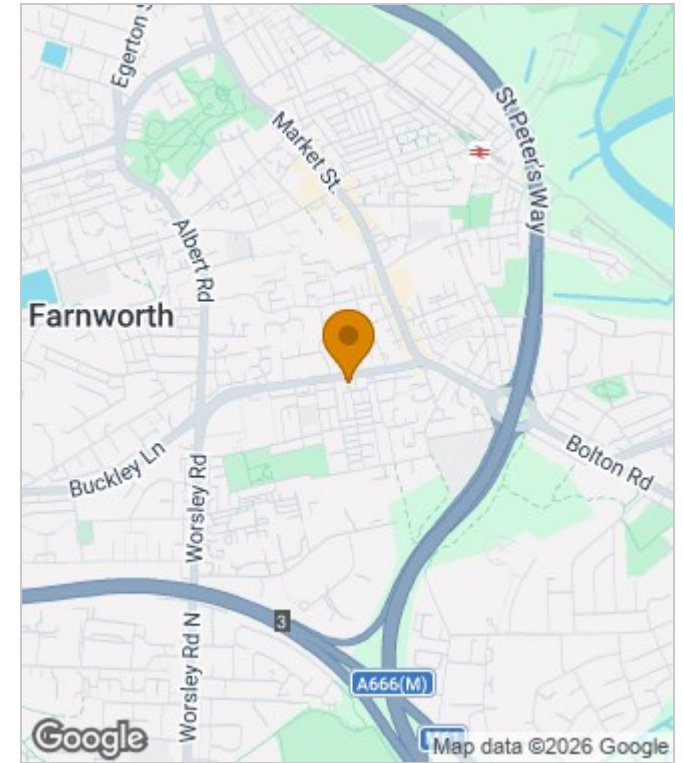 Egerton S
St Peter's Way
Market St.
Albert Rd
Farnworth
Buckley Ln
Bolton Rd
Worsley Rd
3
Worsley Rd N
A666(M)
Google
Map data ©2026 Google